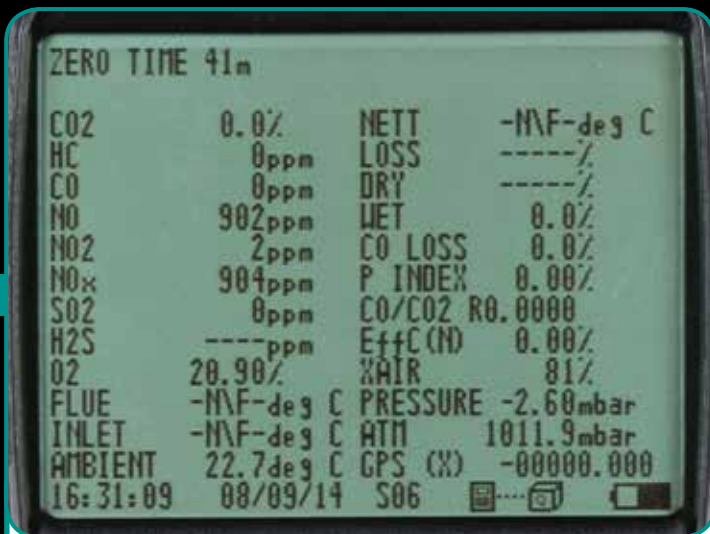 ZERO TIME 41m
CO2 0.0% NETT -N\F-deg C
HC 0ppm LOSS -----%
CO 0ppm DRY -----%
NO 902ppm WET 0.0%
NO2 2ppm CO LOSS 0.0%
NOx 904ppm P INDEX 0.00%
SO2 0ppm CO/CO2 R0.0000
H2S ----ppm EffC(N) 0.00%
O2 20.90% XAIR 81%
FLUE -N\F-deg C PRESSURE -2.60mbar
INLET -N\F-deg C ATM 1011.9mbar
AMBIENT 22.7deg C GPS (X) -00000.000
16:31:09 08/09/14 S06